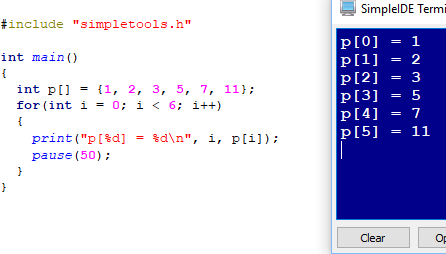 #include "simpletools.h"
int main()
{
  int p[] = {1, 2, 3, 5, 7, 11};
  for(int i = 0; i < 6; i++)
  {
    print("p[%d] = %d\n", i, p[i]);
    pause(50);
  }
}
SimpleIDE Termi
p[0] = 1
p[1] = 2
p[2] = 3
p[3] = 5
p[4] = 7
p[5] = 11
Clear
Op